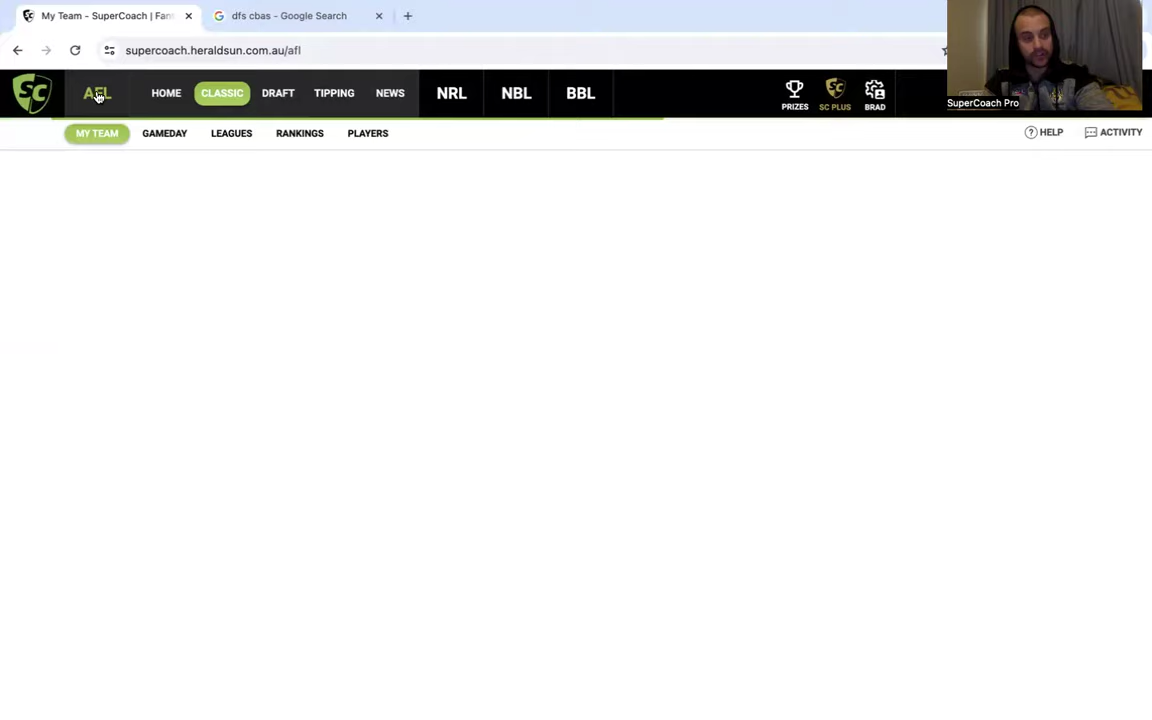 My Team - SuperCoach | Fan
dfs cbas - Google Search
supercoach.heraldsun.com.au/afl
SC
AFL
HOME
CLASSIC
DRAFT
TIPPING
NEWS
NRL
NBL
BBL
PRIZES
SC PLUS
BRAD
SuperCoach Pro
MY TEAM
GAMEDAY
LEAGUES
RANKINGS
PLAYERS
HELP
ACTIVITY